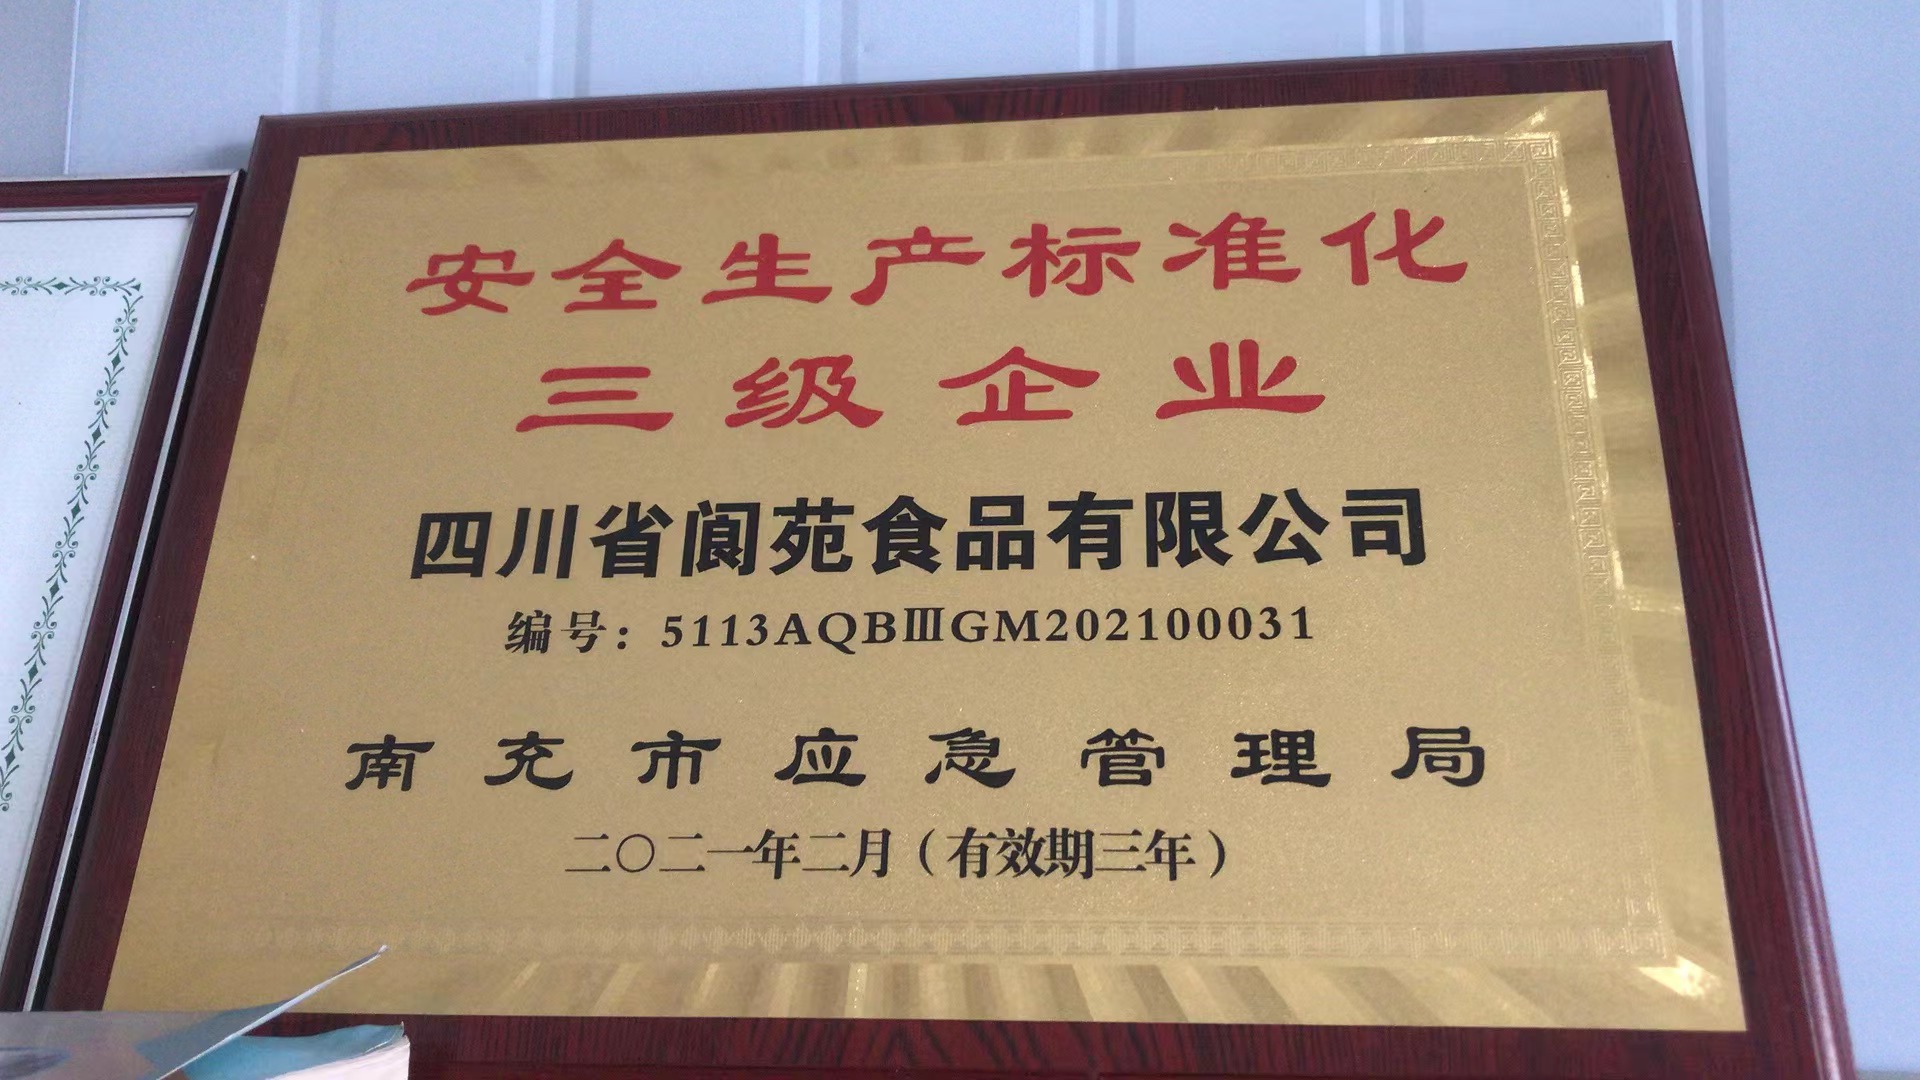 安全生产标准化
三级企业
四川省阆苑食品有限公司
编号：5113AQBⅢGM202100031
南充市应急管理局
二〇二一年二月（有效期三年）